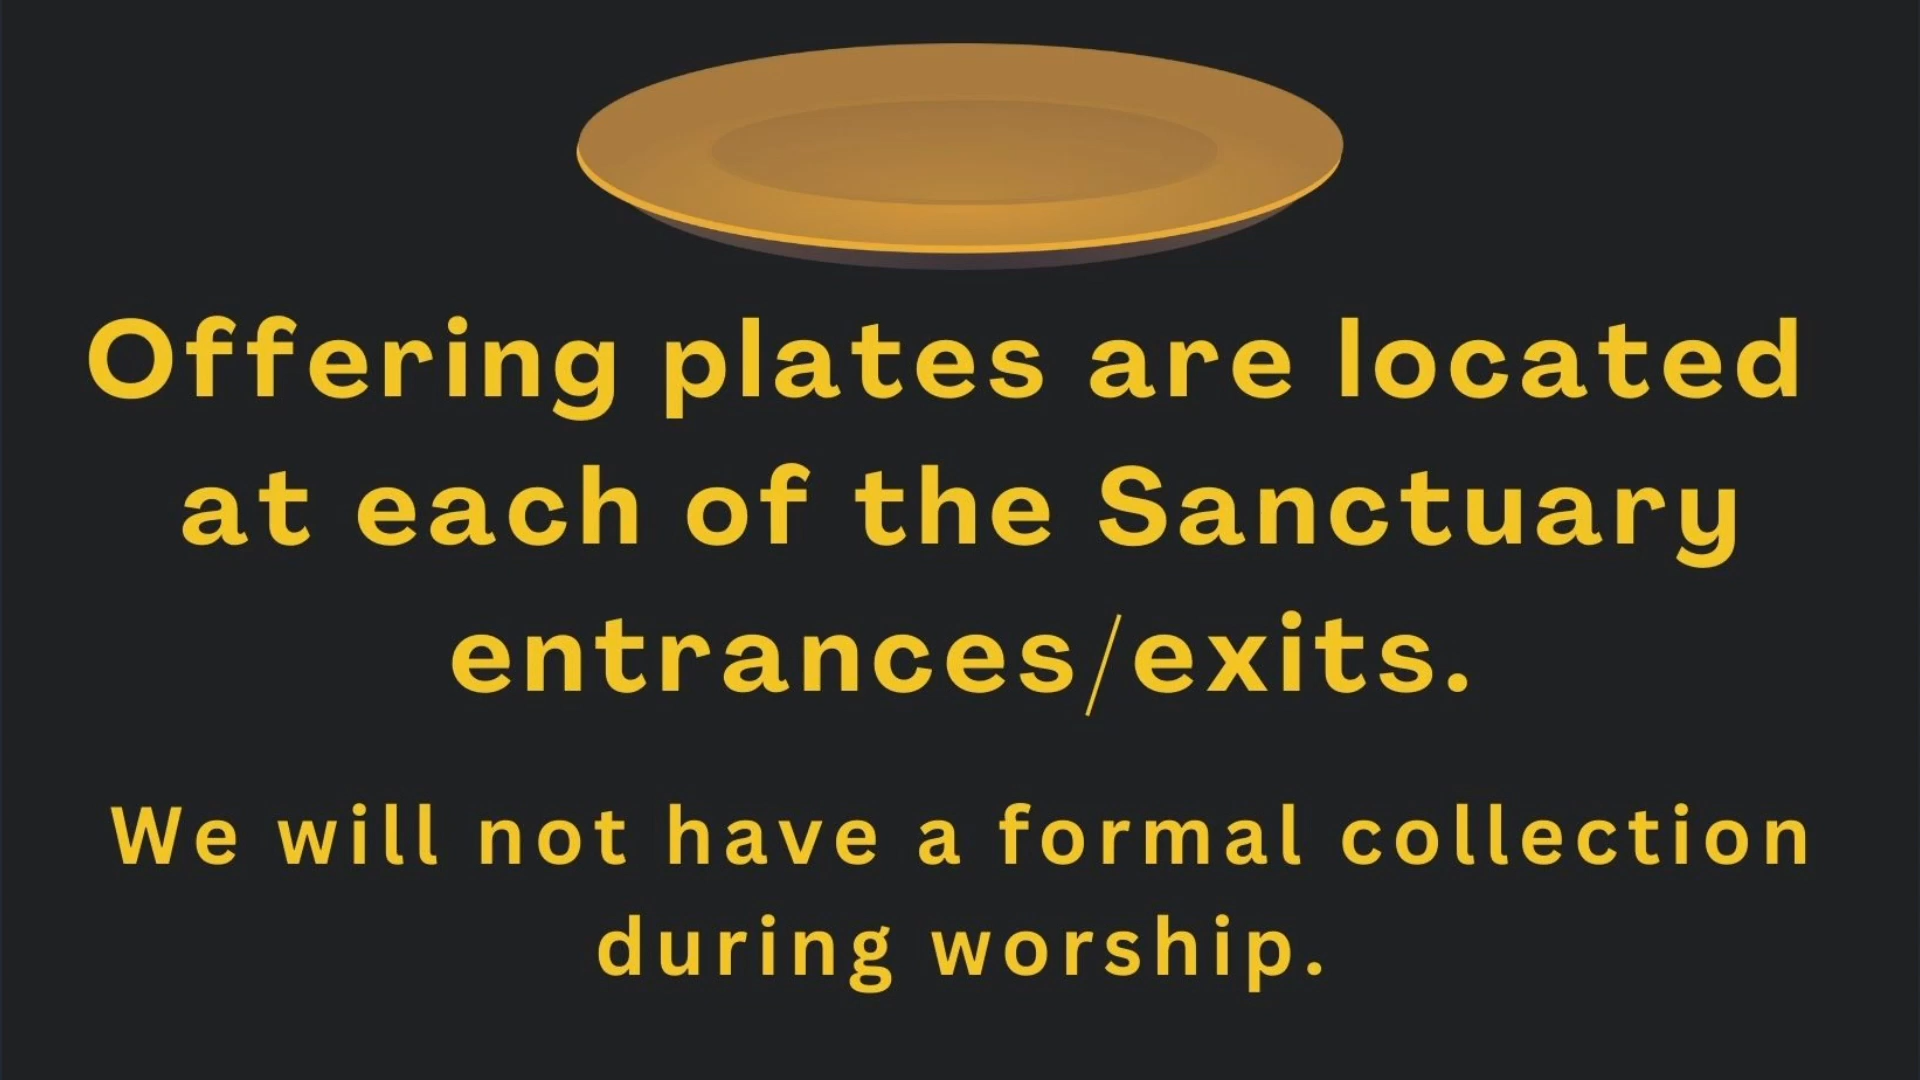 Offering plates are located
at each of the Sanctuary
entrances/exits.
We will not have a formal collection
during worship.